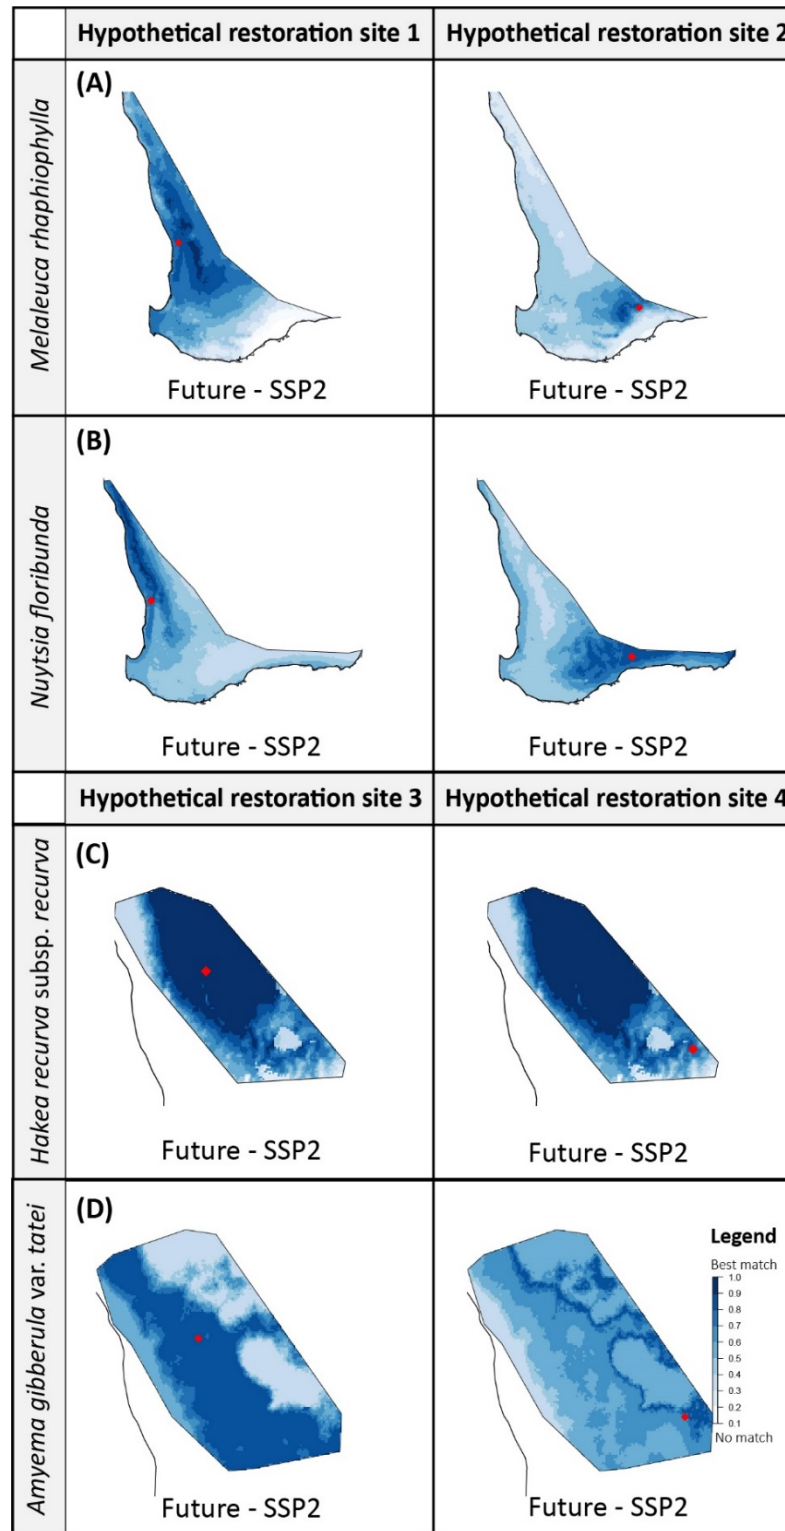 Hypothetical restoration site 1
Hypothetical restoration site 2
Melaleuca rhaphiophylla
(A)
Future - SSP2
Future - SSP2
Nuytsia floribunda
(B)
Future - SSP2
Future - SSP2
Hypothetical restoration site 3
Hypothetical restoration site 4
Hakea recurva subsp. recurva
(C)
Future - SSP2
Future - SSP2
Amyema gibberula var. tatei
(D)
Legend
Best match
1.0
0.9
0.8
0.7
0.6
0.5
0.4
0.3
0.2
0.1
No match
Future - SSP2
Future - SSP2